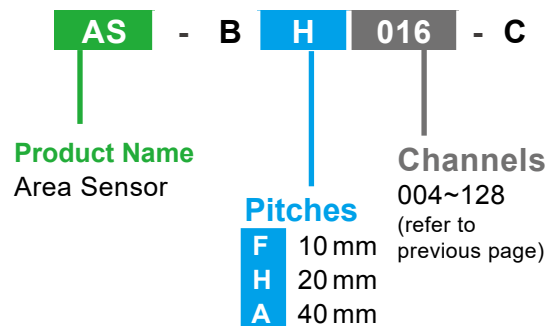 AS - B H 016 - C
Product Name
Area Sensor
Channels
004~128
(refer to
previous page)
Pitches
F 10 mm
H 20 mm
A 40 mm